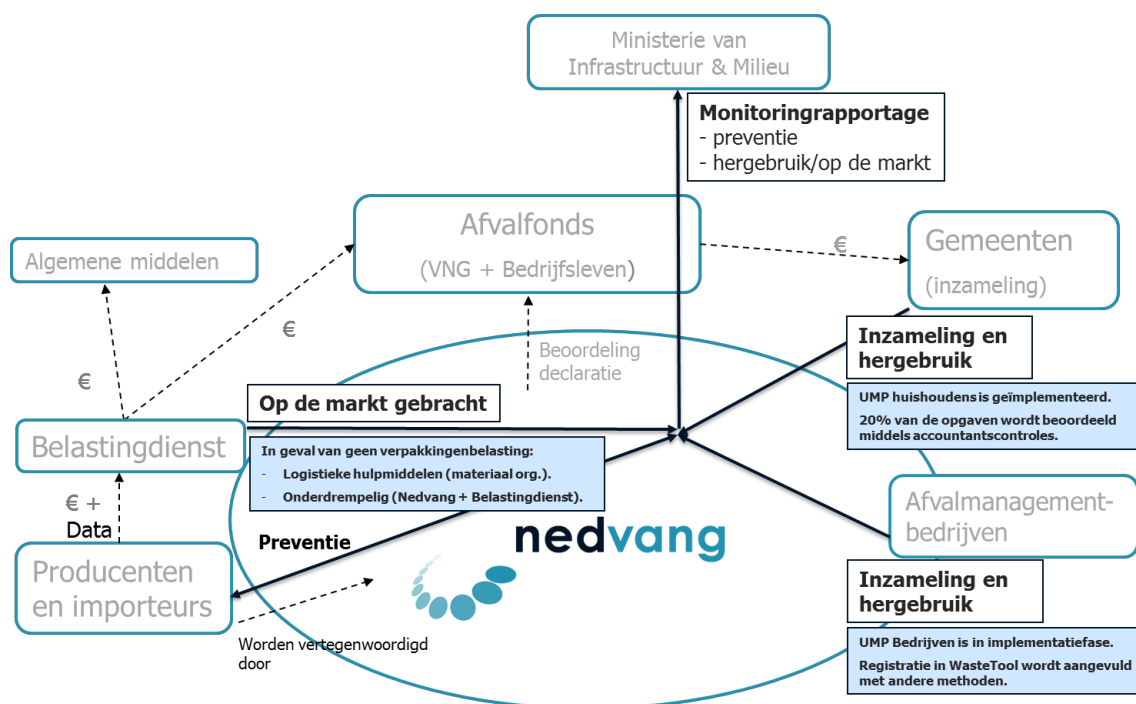 Ministerie van
Infrastructuur & Milieu
Monitoringrapportage
- preventie
- hergebruik/op de markt
Afvalfonds
(VNG + Bedrijfsleven)
€
Gemeenten
(inzameling)
Algemene middelen
€
€
Beoordeling
declaratie
Inzameling en
hergebruik
UMP huishoudens is geïmplementeerd.
20% van de opgaven wordt beoordeeld
middels accountantscontroles.
Op de markt gebracht
Belastingdienst
In geval van geen verpakkingenbelasting:
- Logistieke hulpmiddelen (materiaal org.).
- Onderdrempelig (Nedvang + Belastingdienst).
€ +
Data
Afvalmanagement-
bedrijven
Preventie
nedvang
Producenten
en importeurs
Inzameling en
hergebruik
Worden vertegenwoordigd
door
UMP Bedrijven is in implementatiefase.
Registratie in WasteTool wordt aangevuld
met andere methoden.